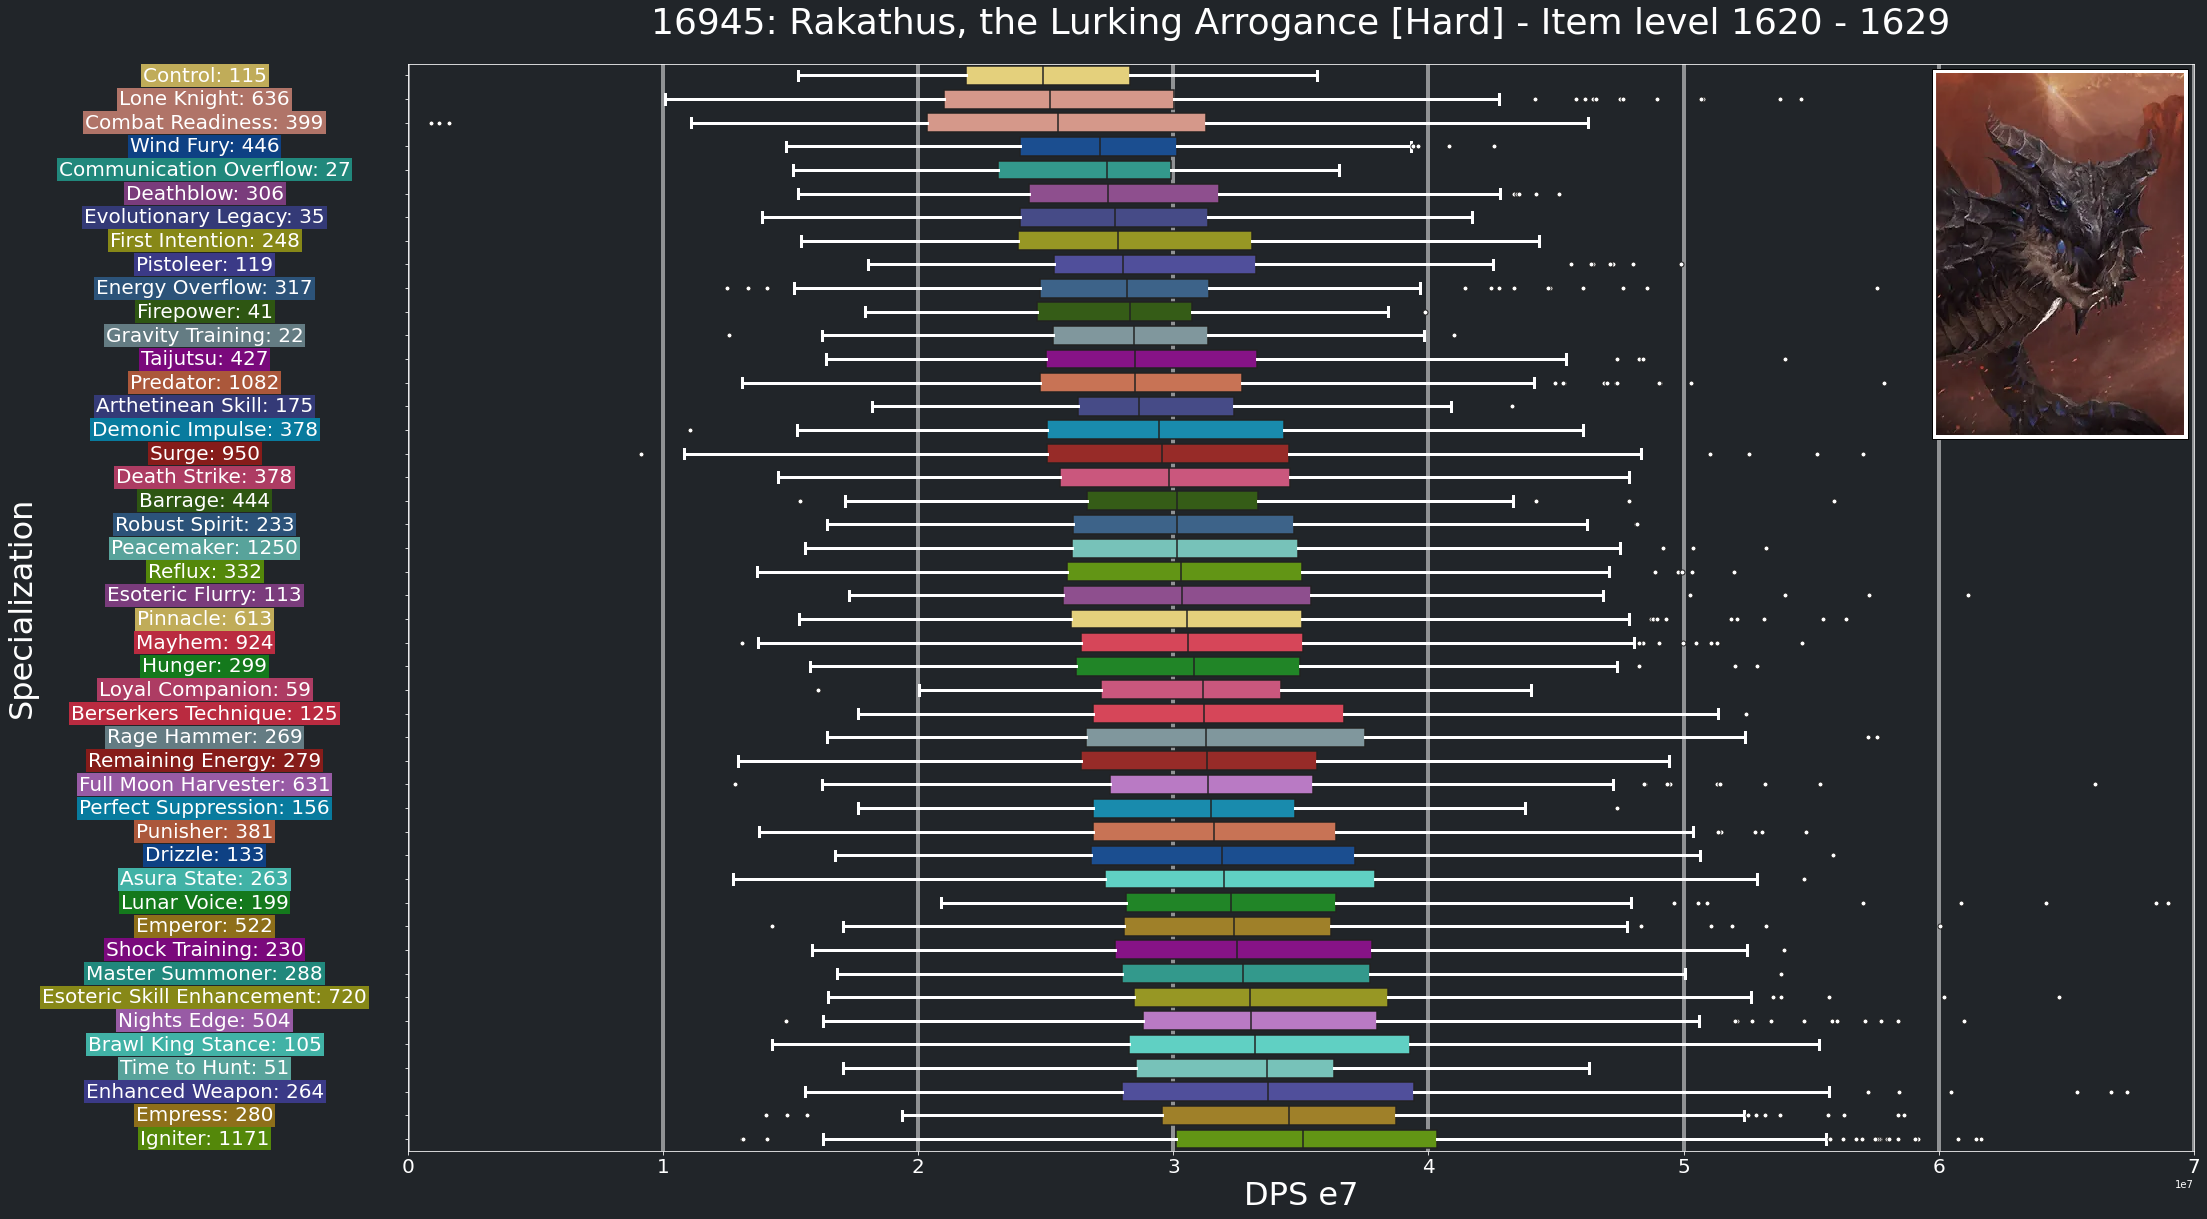 16945: Rakathus, the Lurking Arrogance [Hard] - Item level 1620 - 1629
Specialization
Control: 115
Lone Knight: 636
Combat Readiness: 399
Wind Fury: 446
Communication Overflow: 27
Deathblow: 306
Evolutionary Legacy: 35
First Intention: 248
Pistoleer: 119
Energy Overflow: 317
Firepower: 41
Gravity Training: 22
Taijutsu: 427
Predator: 1082
Arthetinean Skill: 175
Demonic Impulse: 378
Surge: 950
Death Strike: 378
Barrage: 444
Robust Spirit: 233
Peacemaker: 1250
Reflux: 332
Esoteric Flurry: 113
Pinnacle: 613
Mayhem: 924
Hunger: 299
Loyal Companion: 59
Berserkers Technique: 125
Rage Hammer: 269
Remaining Energy: 279
Full Moon Harvester: 631
Perfect Suppression: 156
Punisher: 381
Drizzle: 133
Asura State: 263
Lunar Voice: 199
Emperor: 522
Shock Training: 230
Master Summoner: 288
Esoteric Skill Enhancement: 720
Nights Edge: 504
Brawl King Stance: 105
Time to Hunt: 51
Enhanced Weapon: 264
Empress: 280
Igniter: 1171
0 1 2 3 4 5 6 7
1e7
DPS e7